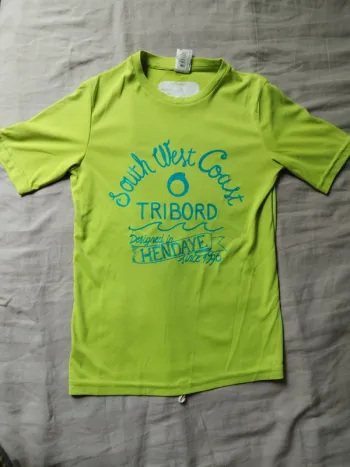 South West Coast
TRIBORD
Designed in
HENDAYE
since 1996